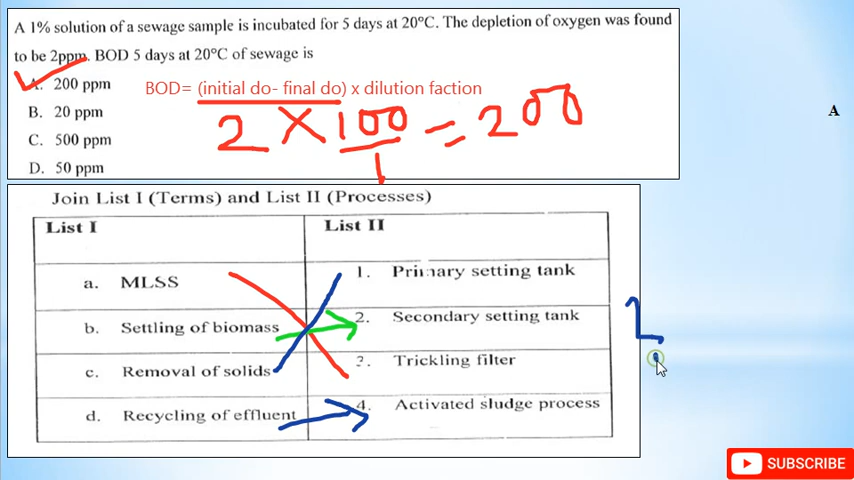 A 1% solution of a sewage sample is incubated for 5 days at 20°C. The depletion of oxygen was found
to be 2ppm. BOD 5 days at 20°C of sewage is
A. 200 ppm
BOD= (initial do- final do) x dilution faction
B. 20 ppm
2 X 100/1 = 200
C. 500 ppm
D. 50 ppm
A
Join List I (Terms) and List II (Processes)
List I List II
a. MLSS 1. Primary setting tank
b. Settling of biomass 2. Secondary setting tank
c. Removal of solids 3. Trickling filter
d. Recycling of effluent 4. Activated sludge process
SUBSCRIBE